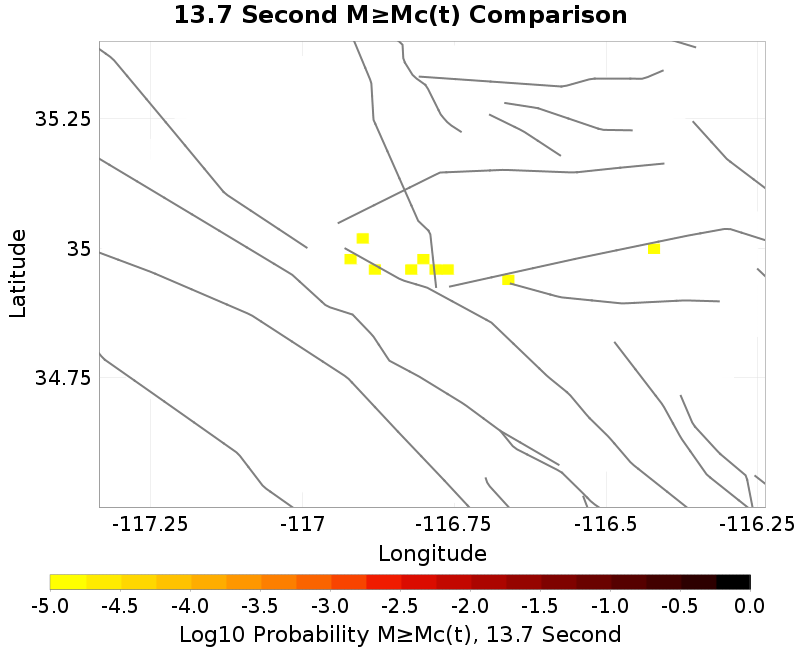 13.7 Second M≥Mc(t) Comparison
35.25
35
34.75
Latitude
-117.25 -117 -116.75 -116.5 -116.25
Longitude
-5.0 -4.5 -4.0 -3.5 -3.0 -2.5 -2.0 -1.5 -1.0 -0.5 0.0
Log10 Probability M≥Mc(t), 13.7 Second